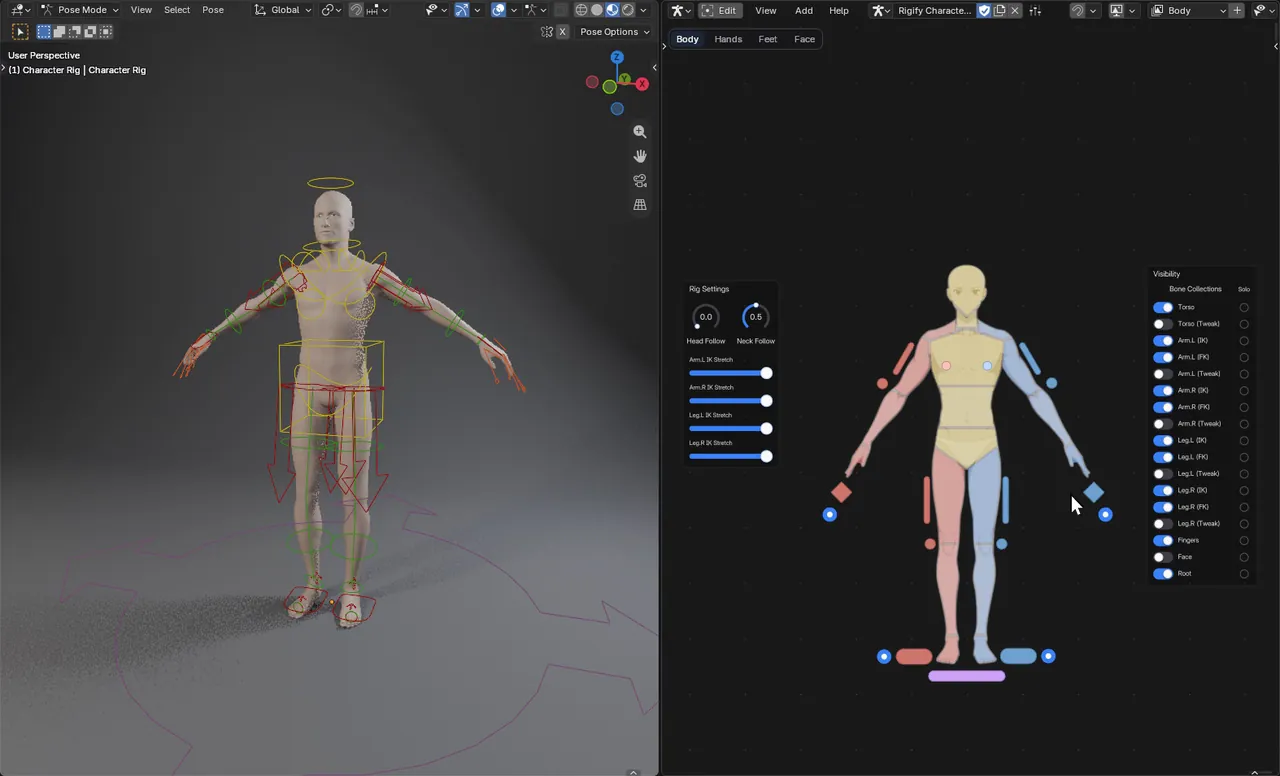 Pose Mode View Select Pose Global
Pose Options
X
User Perspective
(1) Character Rig | Character Rig
Z
Y
X
Edit View Add Help Rigify Characte... Body
Body Hands Feet Face
Rig Settings
0.0 0.5
Head Follow Neck Follow
Arm.L IK Stretch
Arm.R IK Stretch
Leg.L IK Stretch
Leg.R IK Stretch
Visibility
Bone Collections Solo
Torso
Torso (Tweak)
Arm.L (IK)
Arm.L (FK)
Arm.L (Tweak)
Arm.R (IK)
Arm.R (FK)
Arm.R (Tweak)
Leg.L (IK)
Leg.L (FK)
Leg.L (Tweak)
Leg.R (IK)
Leg.R (FK)
Leg.R (Tweak)
Fingers
Face
Root